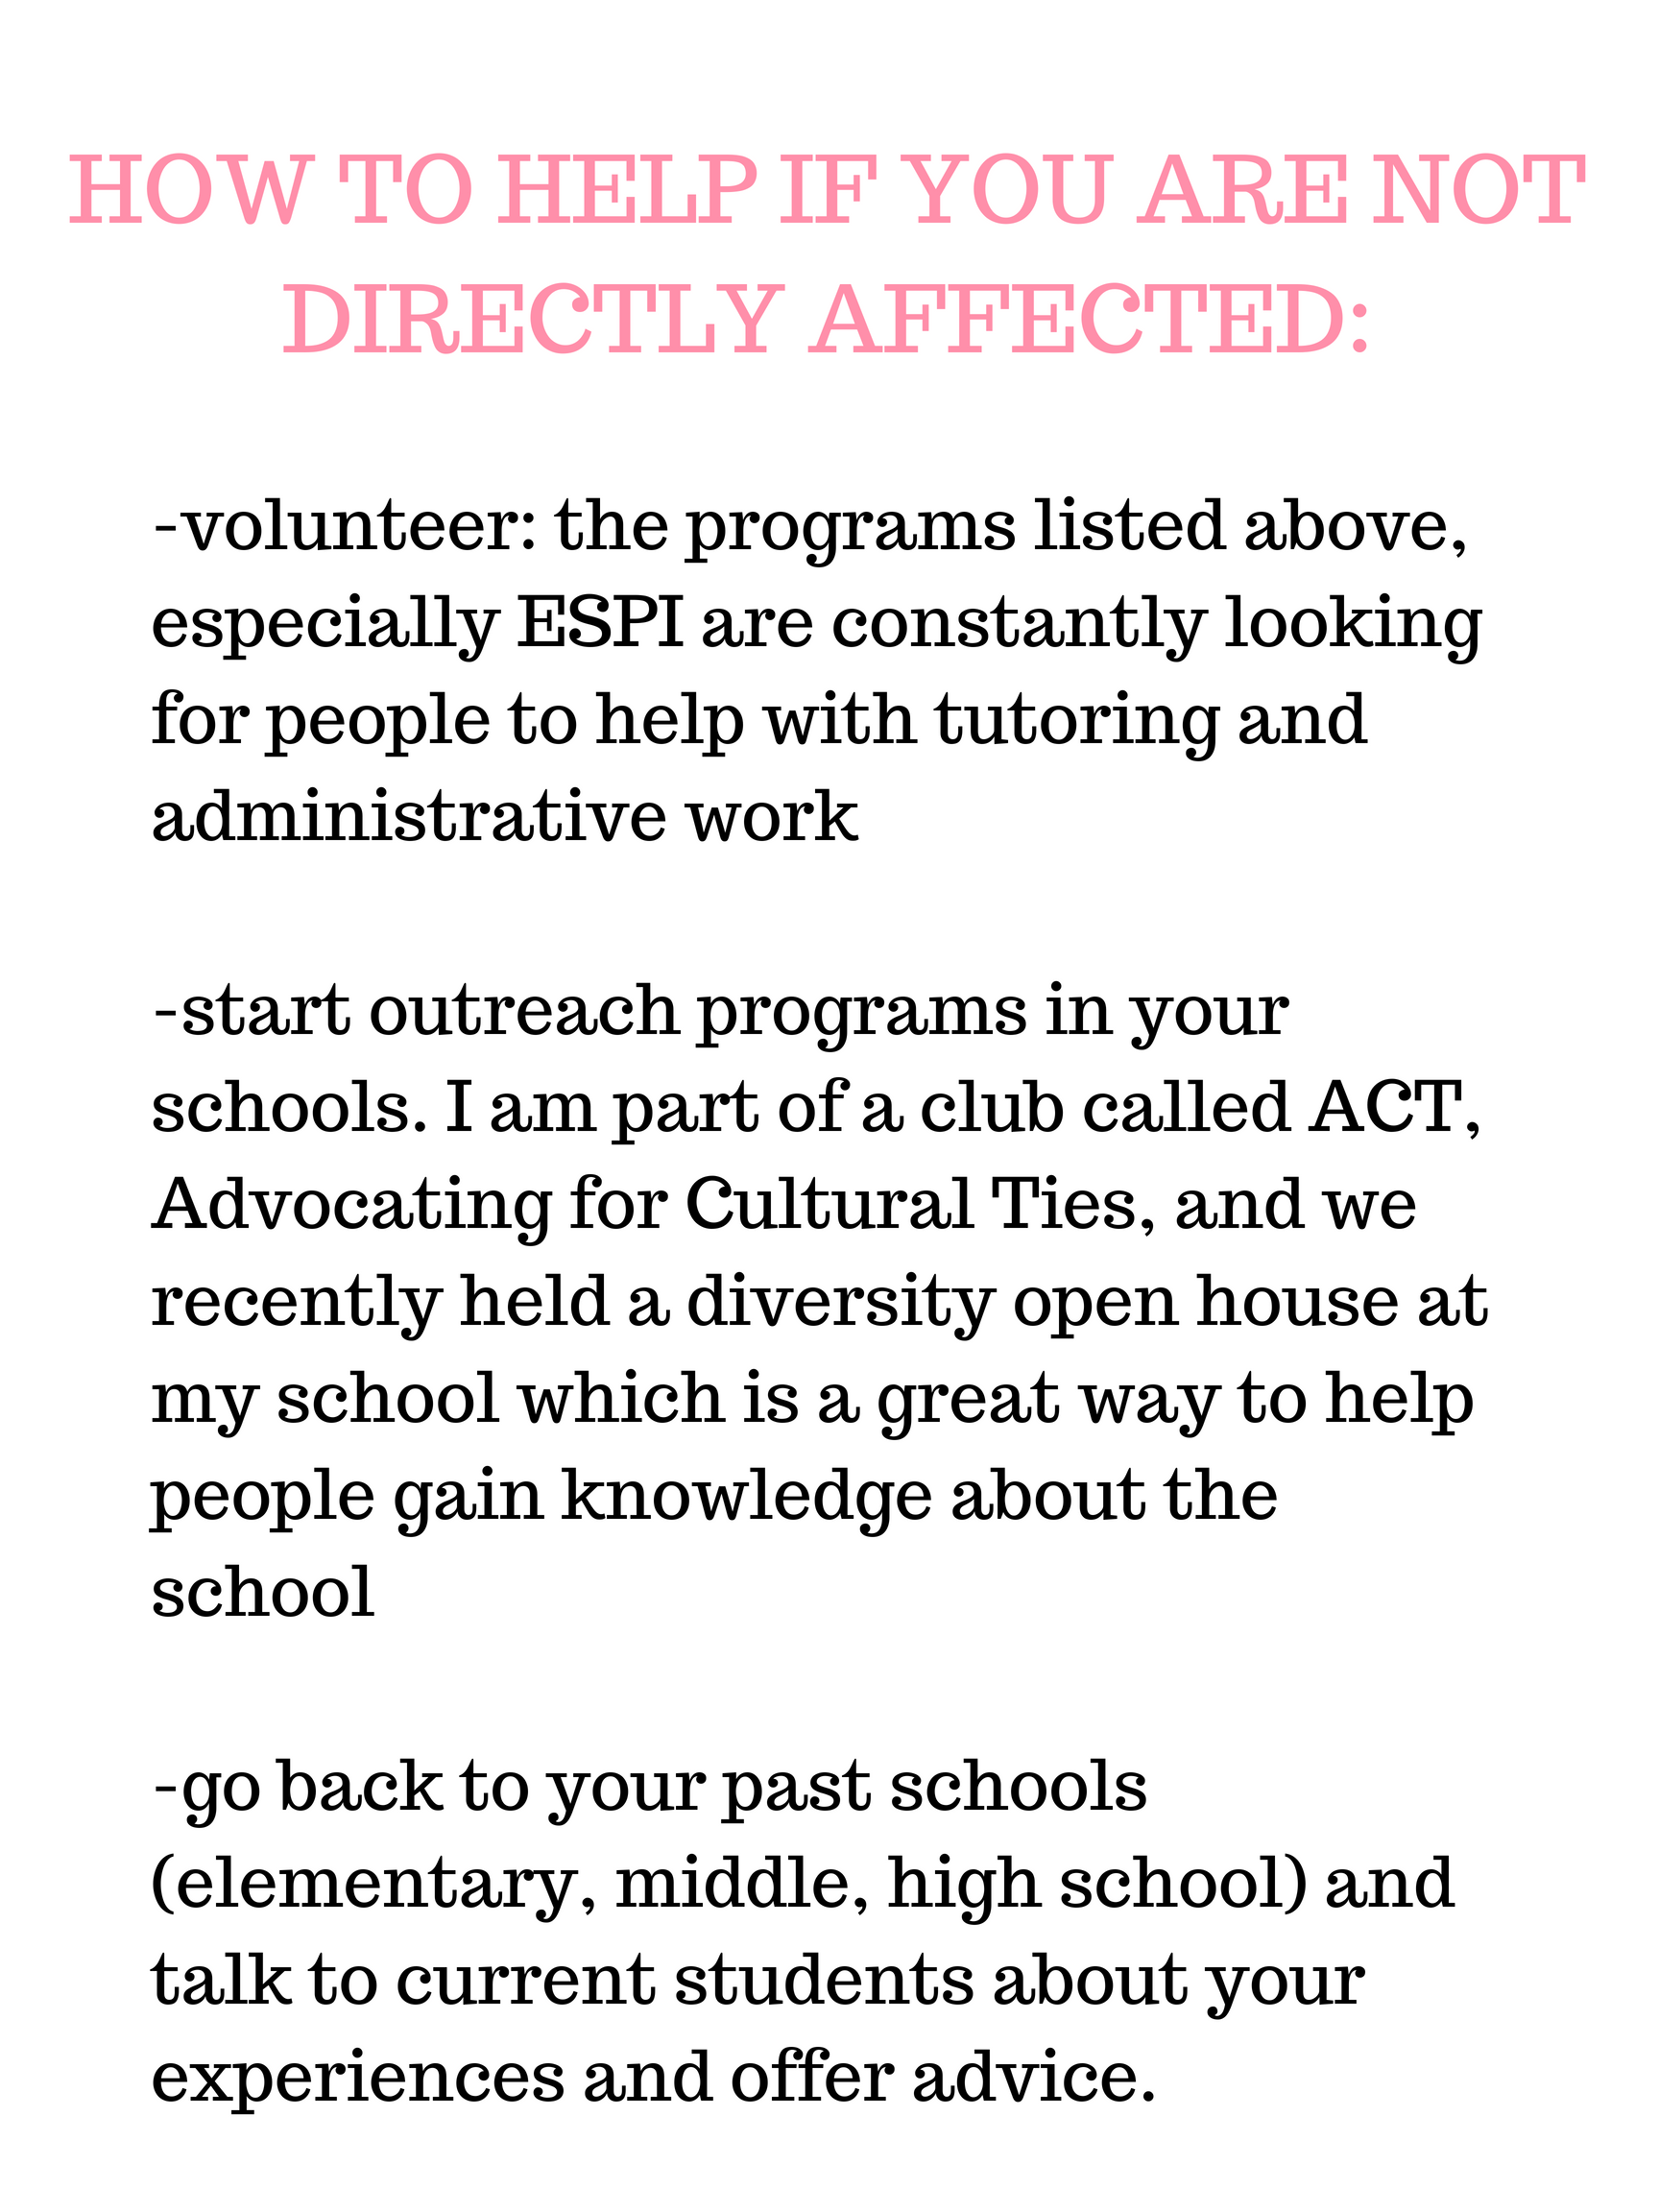 HOW TO HELP IF YOU ARE NOT
DIRECTLY AFFECTED:
-volunteer: the programs listed above,
especially ESPI are constantly looking
for people to help with tutoring and
administrative work
-start outreach programs in your
schools. I am part of a club called ACT,
Advocating for Cultural Ties, and we
recently held a diversity open house at
my school which is a great way to help
people gain knowledge about the
school
-go back to your past schools
(elementary, middle, high school) and
talk to current students about your
experiences and offer advice.